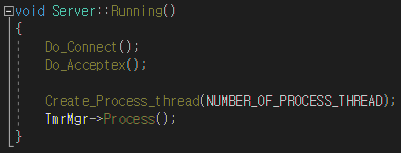 void Server::Running()
{
Do_Connect();
Do_Acceptex();
Create_Process_thread(NUMBER_OF_PROCESS_THREAD);
TmrMgr->Process();
}